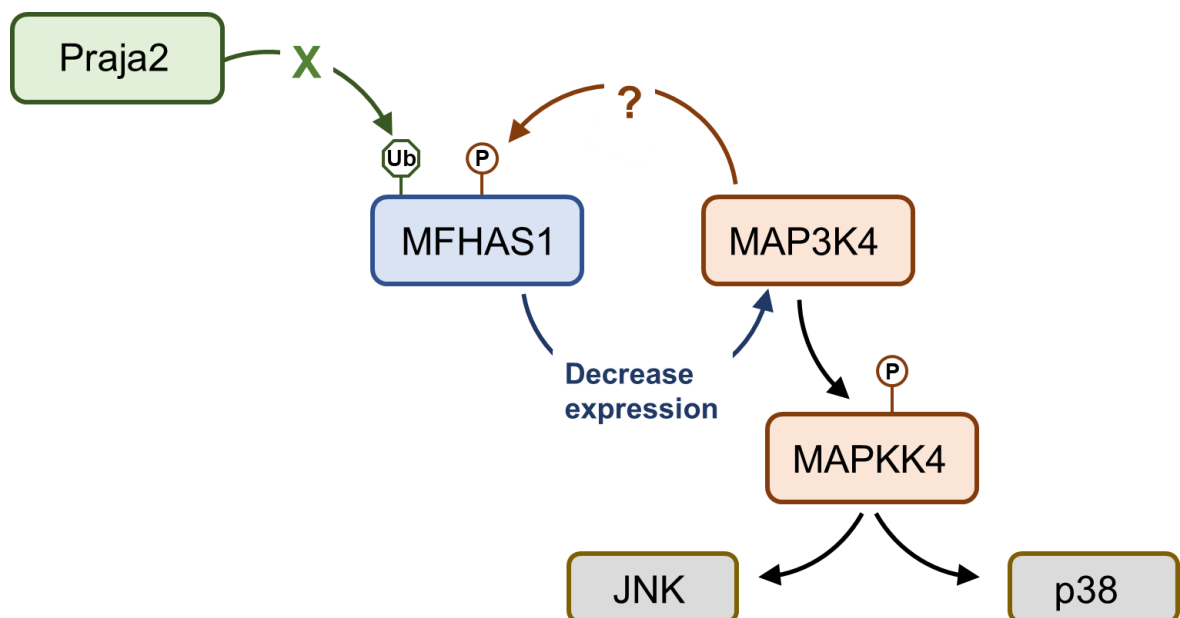 Praja2
X
?
Ub
P
MFHAS1
MAP3K4
Decrease
expression
P
MAPKK4
JNK
p38